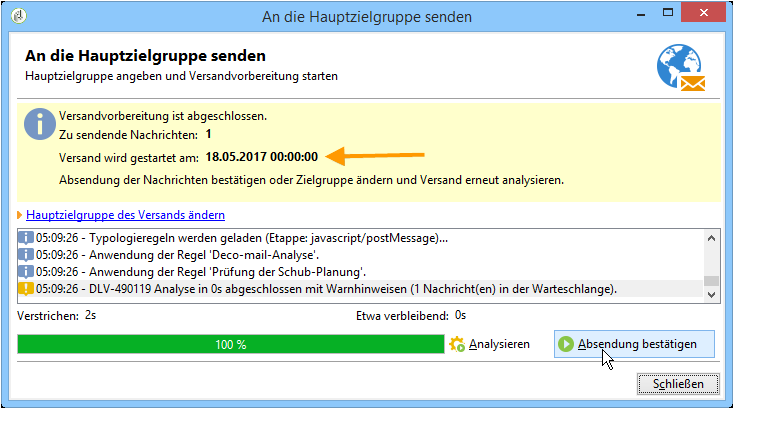 An die Hauptzielgruppe senden
An die Hauptzielgruppe senden
Hauptzielgruppe angeben und Versandvorbereitung starten
Versandvorbereitung ist abgeschlossen.
Zu sendende Nachrichten: 1
Versand wird gestartet am: 18.05.2017 00:00:00
Absendung der Nachrichten bestätigen oder Zielgruppe ändern und Versand erneut analysieren.
Hauptzielgruppe des Versands ändern
05:09:26 - Typologieregeln werden geladen (Etappe: javascript/postMessage)...
05:09:26 - Anwendung der Regel 'Deco-mail-Analyse'.
05:09:26 - Anwendung der Regel 'Prüfung der Schub-Planung'.
05:09:26 - DLV-490119 Analyse in 0s abgeschlossen mit Warnhinweisen (1 Nachricht(en) in der Warteschlange).
Verstrichen: 2s Etwa verbleibend: 0s
100 % Analysieren Absendung bestätigen
Schließen